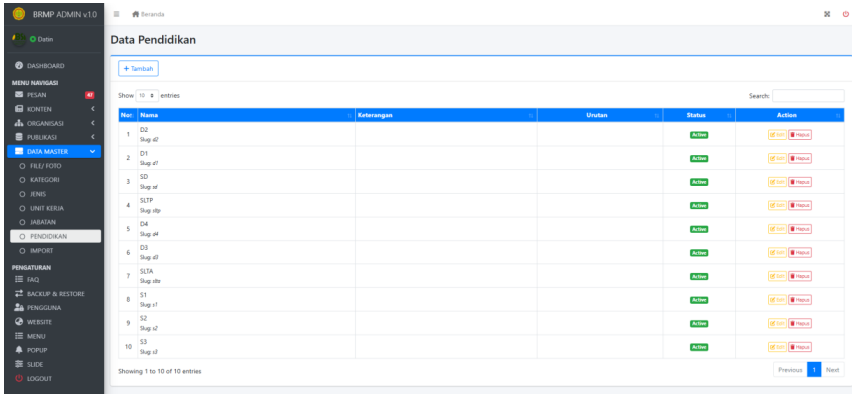 BRMP ADMIN v.1.0
Beranda
Datin
DASHBOARD
MENU NAVIGASI
PESAN 47
KONTEN
ORGANISASI
PUBLIKASI
DATA MASTER
FILE/ FOTO
KATEGORI
JENIS
UNIT KERJA
JABATAN
PENDIDIKAN
IMPORT
PENGATURAN
FAQ
BACKUP & RESTORE
PENGGUNA
WEBSITE
MENU
POPUP
SLIDE
LOGOUT
Data Pendidikan
+ Tambah
Show 10 entries
Search:
Nor. Nama Keterangan Urutan Status Action
1 D2 Active Edit Hapus
Slug: d2
2 D1 Active Edit Hapus
Slug: d1
3 SD Active Edit Hapus
Slug: sd
4 SLTP Active Edit Hapus
Slug: sltp
5 D4 Active Edit Hapus
Slug: d4
6 D3 Active Edit Hapus
Slug: d3
7 SLTA Active Edit Hapus
Slug: slta
8 S1 Active Edit Hapus
Slug: s1
9 S2 Active Edit Hapus
Slug: s2
10 S3 Active Edit Hapus
Slug: s3
Showing 1 to 10 of 10 entries
Previous 1 Next